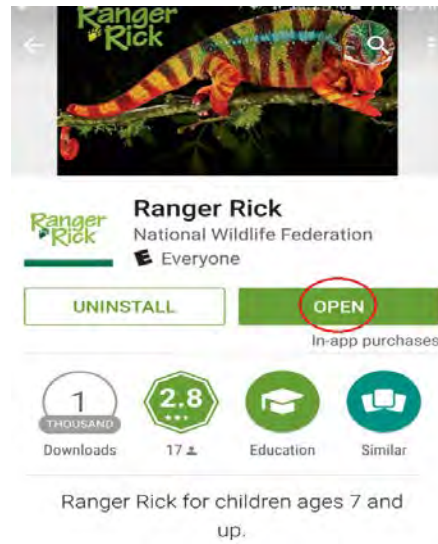 Ranger
Rick
Ranger
Rick
Ranger Rick
National Wildlife Federation
E Everyone
UNINSTALL
OPEN
In-app purchases
1
THOUSAND
Downloads
2.8
17
Education
Similar
Ranger Rick for children ages 7 and
up.